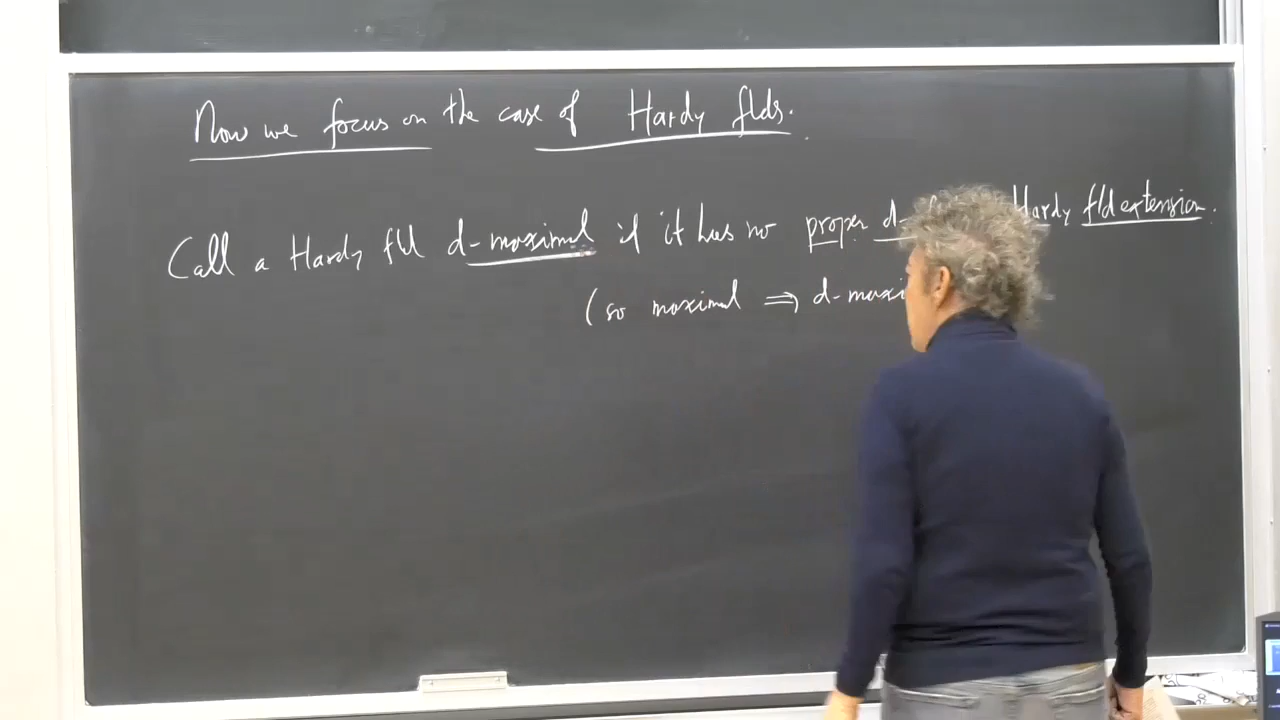 Now we focus on the case of Hardy flds.
Call a Hardy fld d-maximal if it has no proper d- Hardy fld extension.
(so maximal ⇒ d-maxi